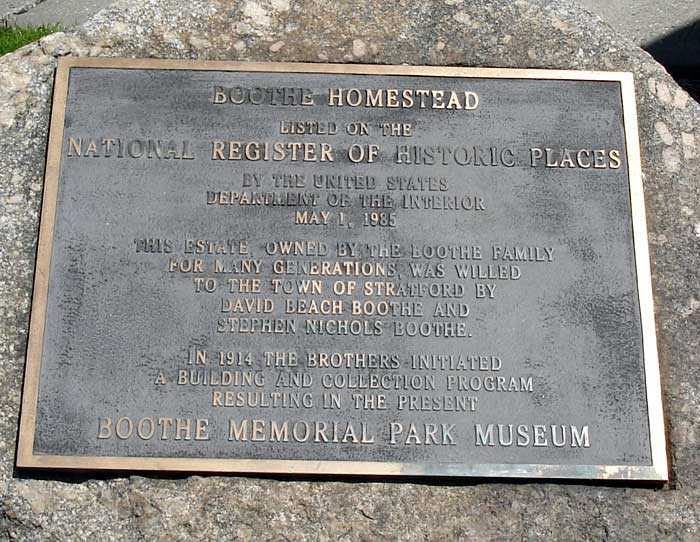 BOOTHE HOMESTEAD
LISTED ON THE
NATIONAL REGISTER OF HISTORIC PLACES
BY THE UNITED STATES
DEPARTMENT OF THE INTERIOR
MAY 1, 1985
THIS ESTATE, OWNED BY THE BOOTHE FAMILY
FOR MANY GENERATIONS, WAS WILLED
TO THE TOWN OF STRATFORD BY
DAVID BEACH BOOTHE AND
STEPHEN NICHOLS BOOTHE.
IN 1914 THE BROTHERS INITIATED
A BUILDING AND COLLECTION PROGRAM
RESULTING IN THE PRESENT
BOOTHE MEMORIAL PARK MUSEUM